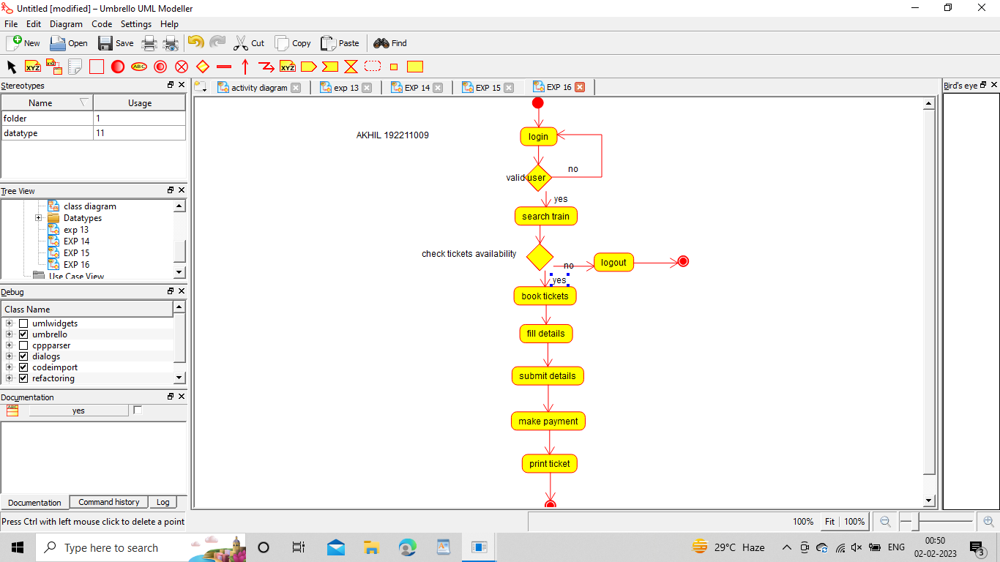 Untitled [modified] – Umbrello UML Modeller
File Edit Diagram Code Settings Help
New Open Save Cut Copy Paste Find
XYZ XYZ ABC XYZ
Stereotypes
Name Usage
folder 1
datatype 11
Tree View
class diagram
Datatypes
exp 13
EXP 14
EXP 15
EXP 16
Use Case View
Debug
Class Name
umlwidgets
umbrello
cppparser
dialogs
codeimport
refactoring
Documentation
ABC yes
Documentation Command history Log
activity diagram exp 13 EXP 14 EXP 15 EXP 16
AKHIL 192211009
login
no
valid user
yes
search train
check tickets availability
no
logout
yes
book tickets
fill details
submit details
make payment
print ticket
Bird's eye
Press Ctrl with left mouse click to delete a point
100% Fit 100%
Type here to search
29°C Haze
ENG
00:50
02-02-2023
3